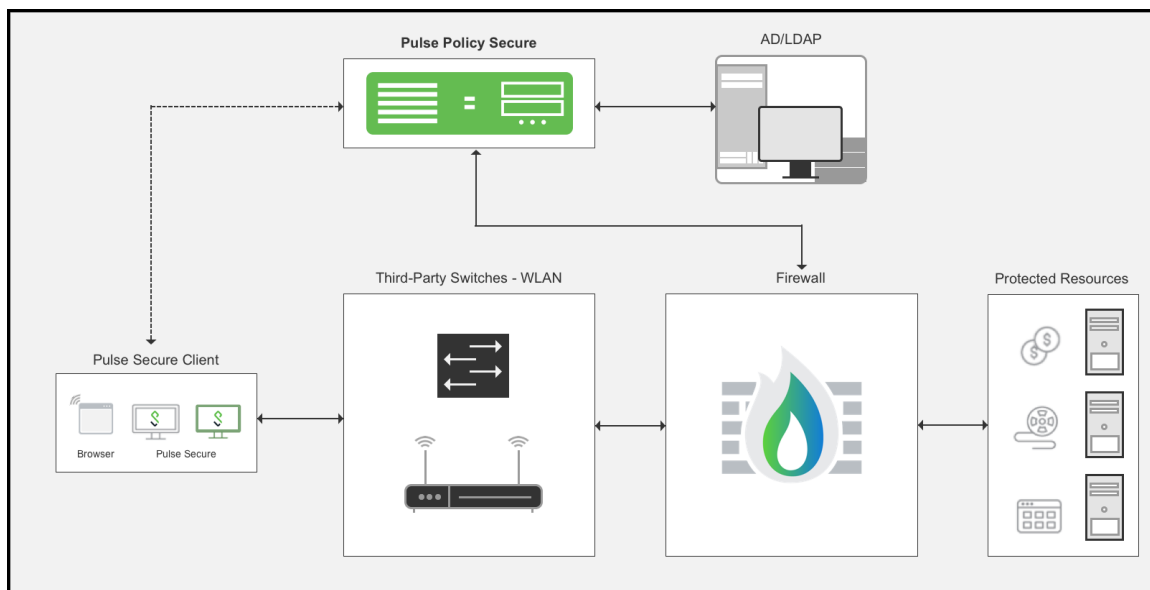 Pulse Policy Secure
AD/LDAP
Third-Party Switches - WLAN
Firewall
Protected Resources
Pulse Secure Client
Browser
Pulse Secure